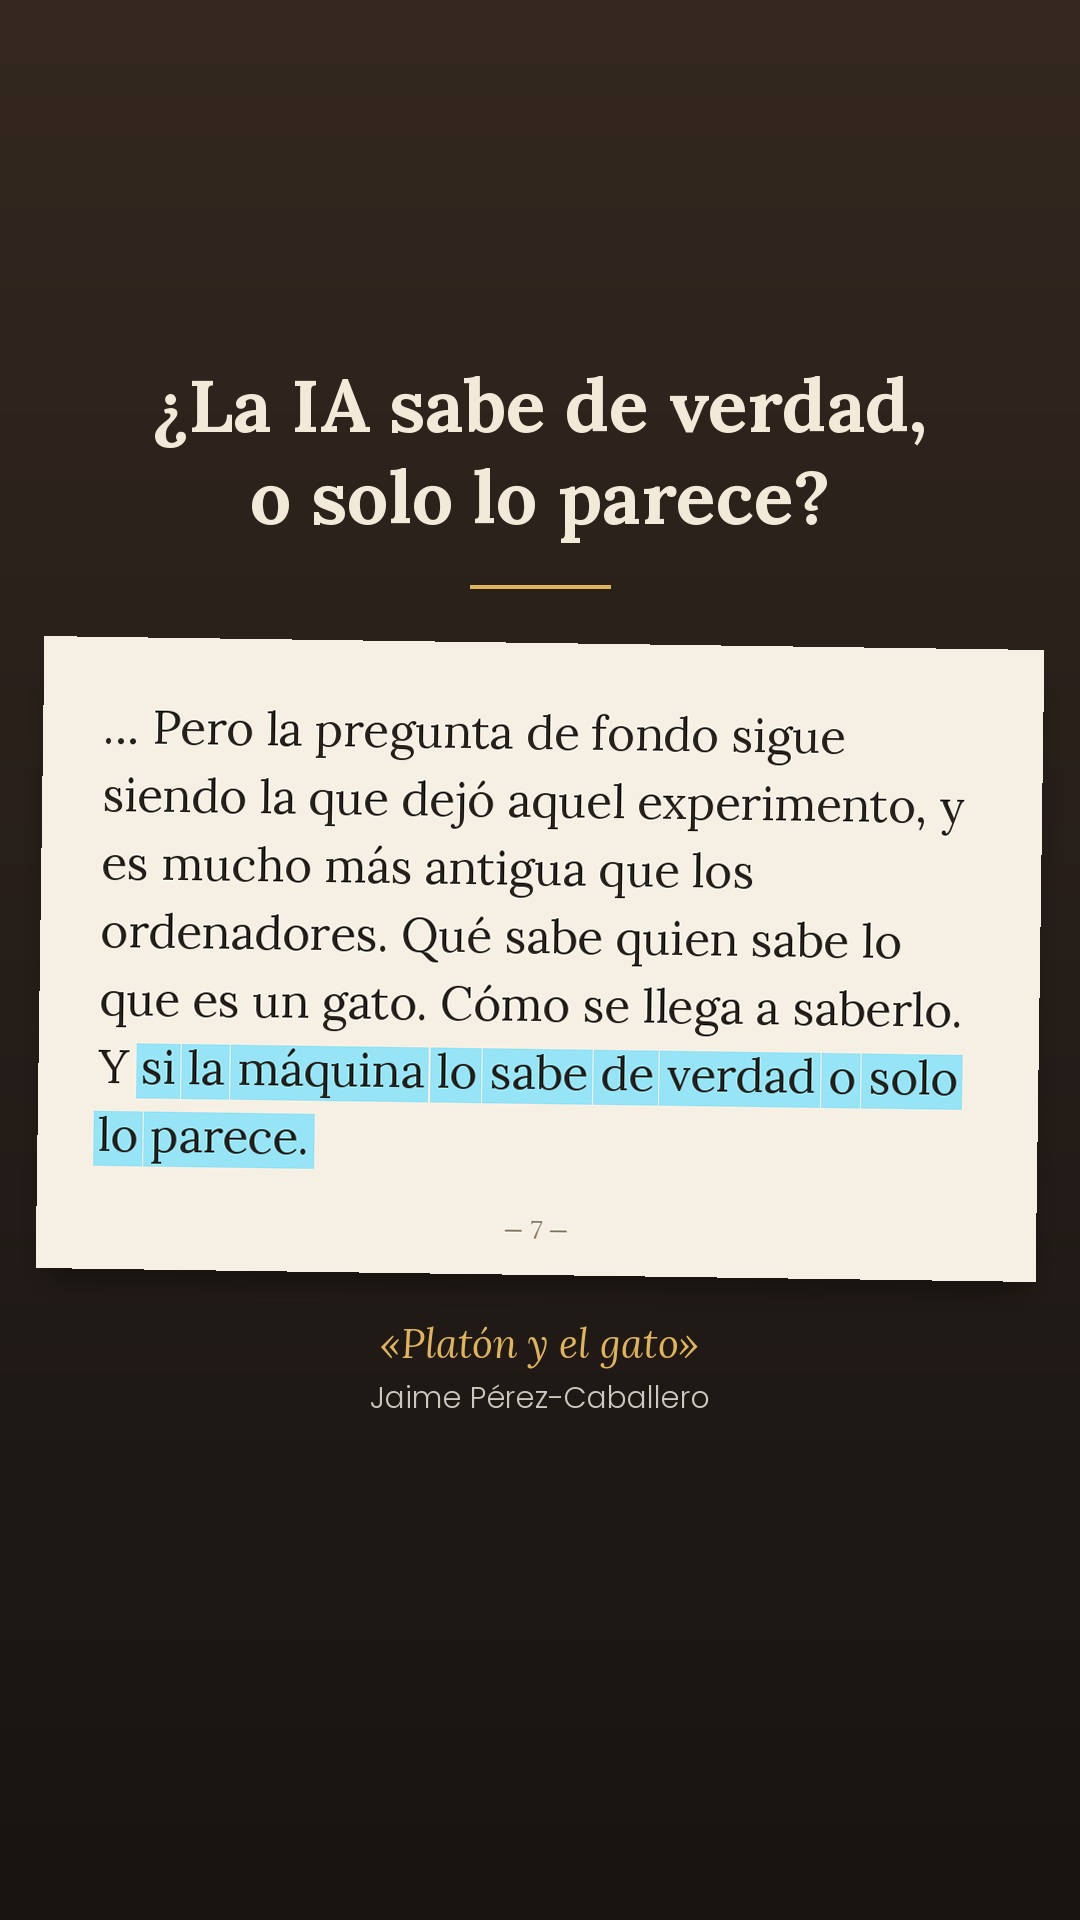 ¿La IA sabe de verdad,
o solo lo parece?
... Pero la pregunta de fondo sigue
siendo la que dejó aquel experimento, y
es mucho más antigua que los
ordenadores. Qué sabe quien sabe lo
que es un gato. Cómo se llega a saberlo.
Y si la máquina lo sabe de verdad o solo
lo parece.
— 7 —
«Platón y el gato»
Jaime Pérez-Caballero